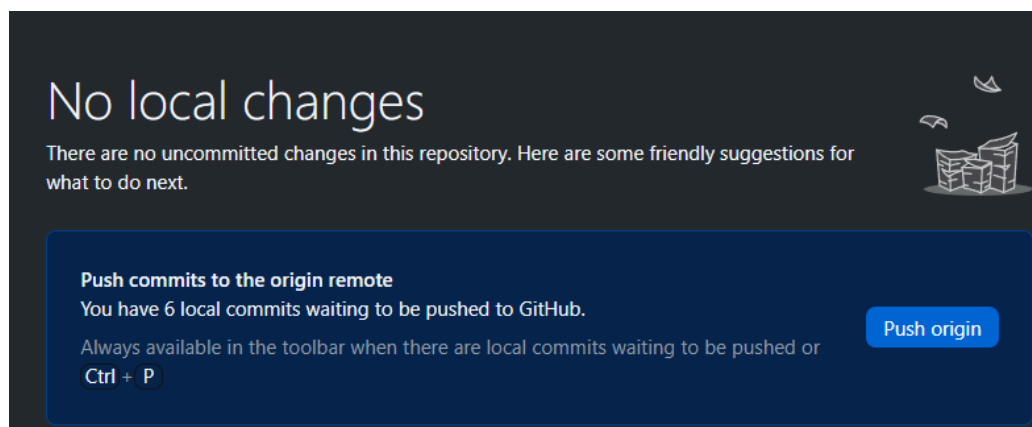 No local changes
There are no uncommitted changes in this repository. Here are some friendly suggestions for
what to do next.
Push commits to the origin remote
You have 6 local commits waiting to be pushed to GitHub.
Push origin
Always available in the toolbar when there are local commits waiting to be pushed or
Ctrl + P